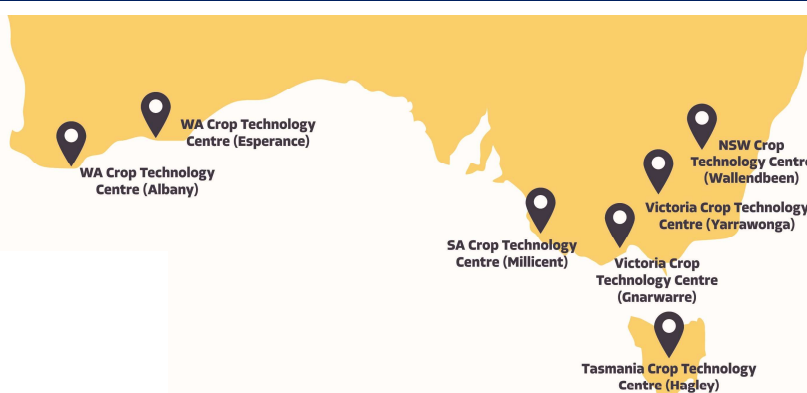 WA Crop Technology
Centre (Esperance)
WA Crop Technology
Centre (Albany)
NSW Crop
Technology Centre
(Wallendbeen)
Victoria Crop Technology
Centre (Yarrawonga)
SA Crop Technology
Centre (Millicent)
Victoria Crop
Technology Centre
(Gnarwarre)
Tasmania Crop Technology
Centre (Hagley)